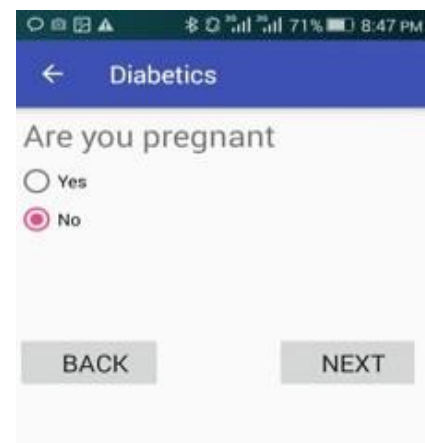 71% 8:47 PM
Diabetics
Are you pregnant
Yes
No
BACK NEXT